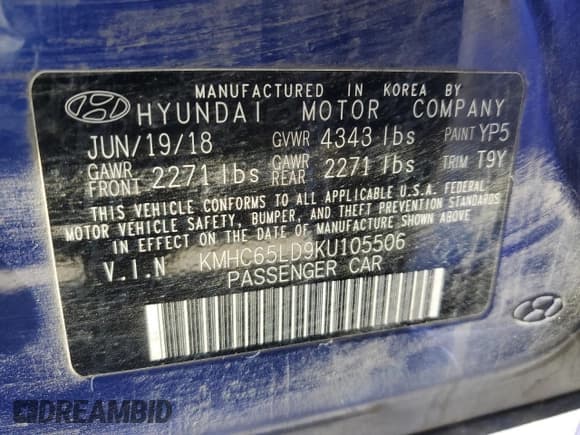 MANUFACTURED IN KOREA BY
HYUNDAI MOTOR COMPANY
JUN/19/18 GVWR 4343 lbs PAINT YP5
GAWR FRONT 2271 lbs GAWR REAR 2271 lbs TRIM T9Y
THIS VEHICLE CONFORMS TO ALL APPLICABLE U.S.A. FEDERAL
MOTOR VEHICLE SAFETY, BUMPER, AND THEFT PREVENTION STANDARDS
IN EFFECT ON THE DATE OF MANUFACTURE SHOWN ABOVE
V.I.N KMHC65LD9KU105506
PASSENGER CAR
DREAMBID